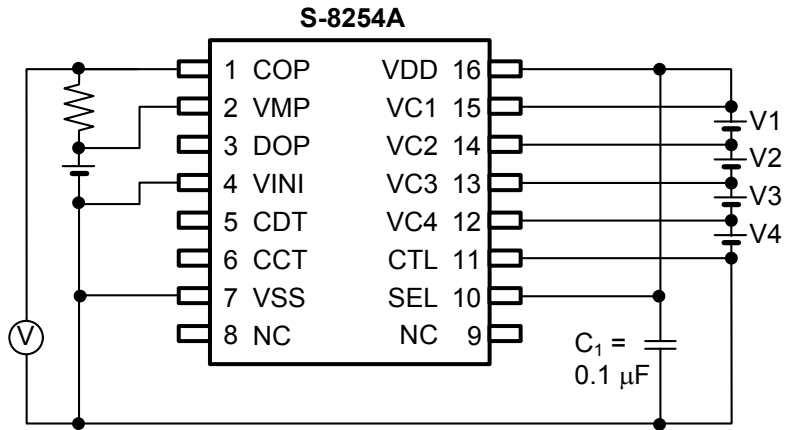 S-8254A
1 COP
2 VMP
3 DOP
4 VINI
5 CDT
6 CCT
7 VSS
8 NC
VDD 16
VC1 15
VC2 14
VC3 13
VC4 12
CTL 11
SEL 10
NC 9
V1
V2
V3
V4
V
C₁ =
0.1 μF